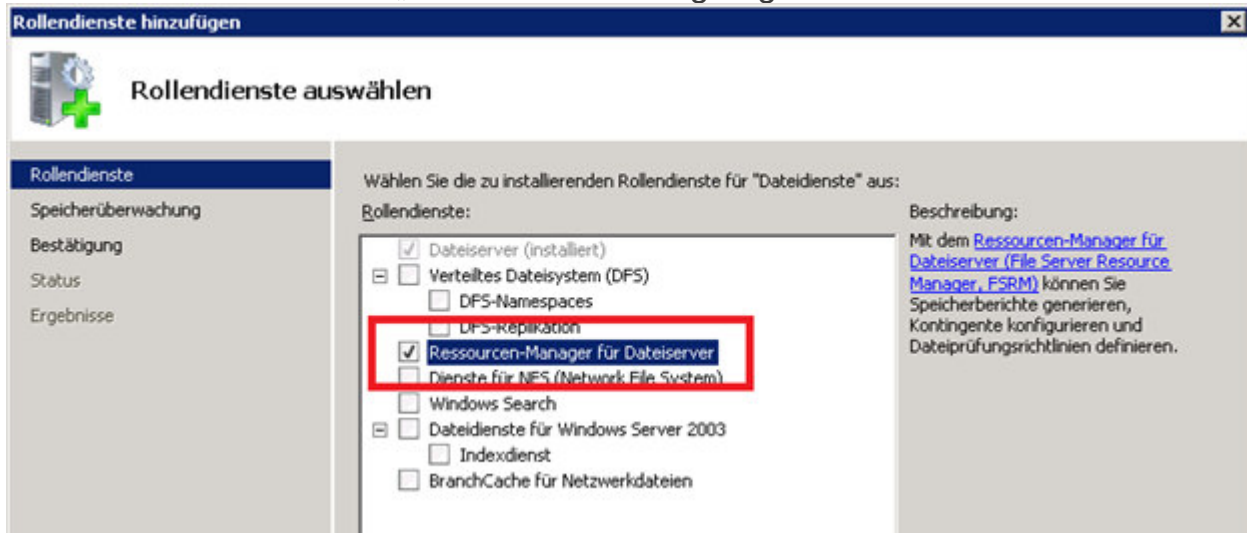 Rollendienste hinzufügen
Rollendienste auswählen
Rollendienste
Speicherüberwachung
Bestätigung
Status
Ergebnisse
Wählen Sie die zu installierenden Rollendienste für "Dateidienste" aus:
Rollendienste:
Dateiserver (installiert)
Verteiltes Dateisystem (DFS)
DFS-Namespaces
DFS-Replikation
Ressourcen-Manager für Dateiserver
Dienste für NFS (Network File System)
Windows Search
Dateidienste für Windows Server 2003
Indexdienst
BranchCache für Netzwerkdateien
Beschreibung:
Mit dem Ressourcen-Manager für
Dateiserver (File Server Resource
Manager, FSRM) können Sie
Speicherberichte generieren,
Kontingente konfigurieren und
Dateiprüfungsrichtlinien definieren.